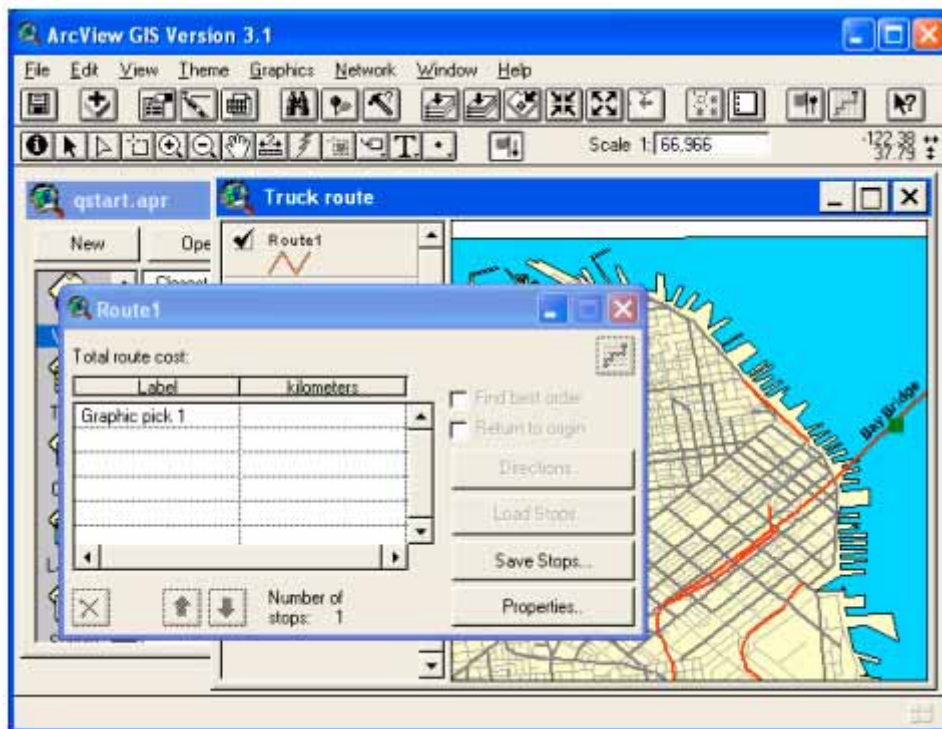 ArcView GIS Version 3.1
File Edit View Theme Graphics Network Window Help
Scale 1: 66.966
-122.38
37.79
qstart.apr
Truck route
New
Ope
Route1
Route1
Total route cost:
Label kilometers
Graphic pick 1
Find best order
Return to origin
Directions...
Load Stops...
Save Stops...
Properties..
Number of
stops: 1
Bay Bridge